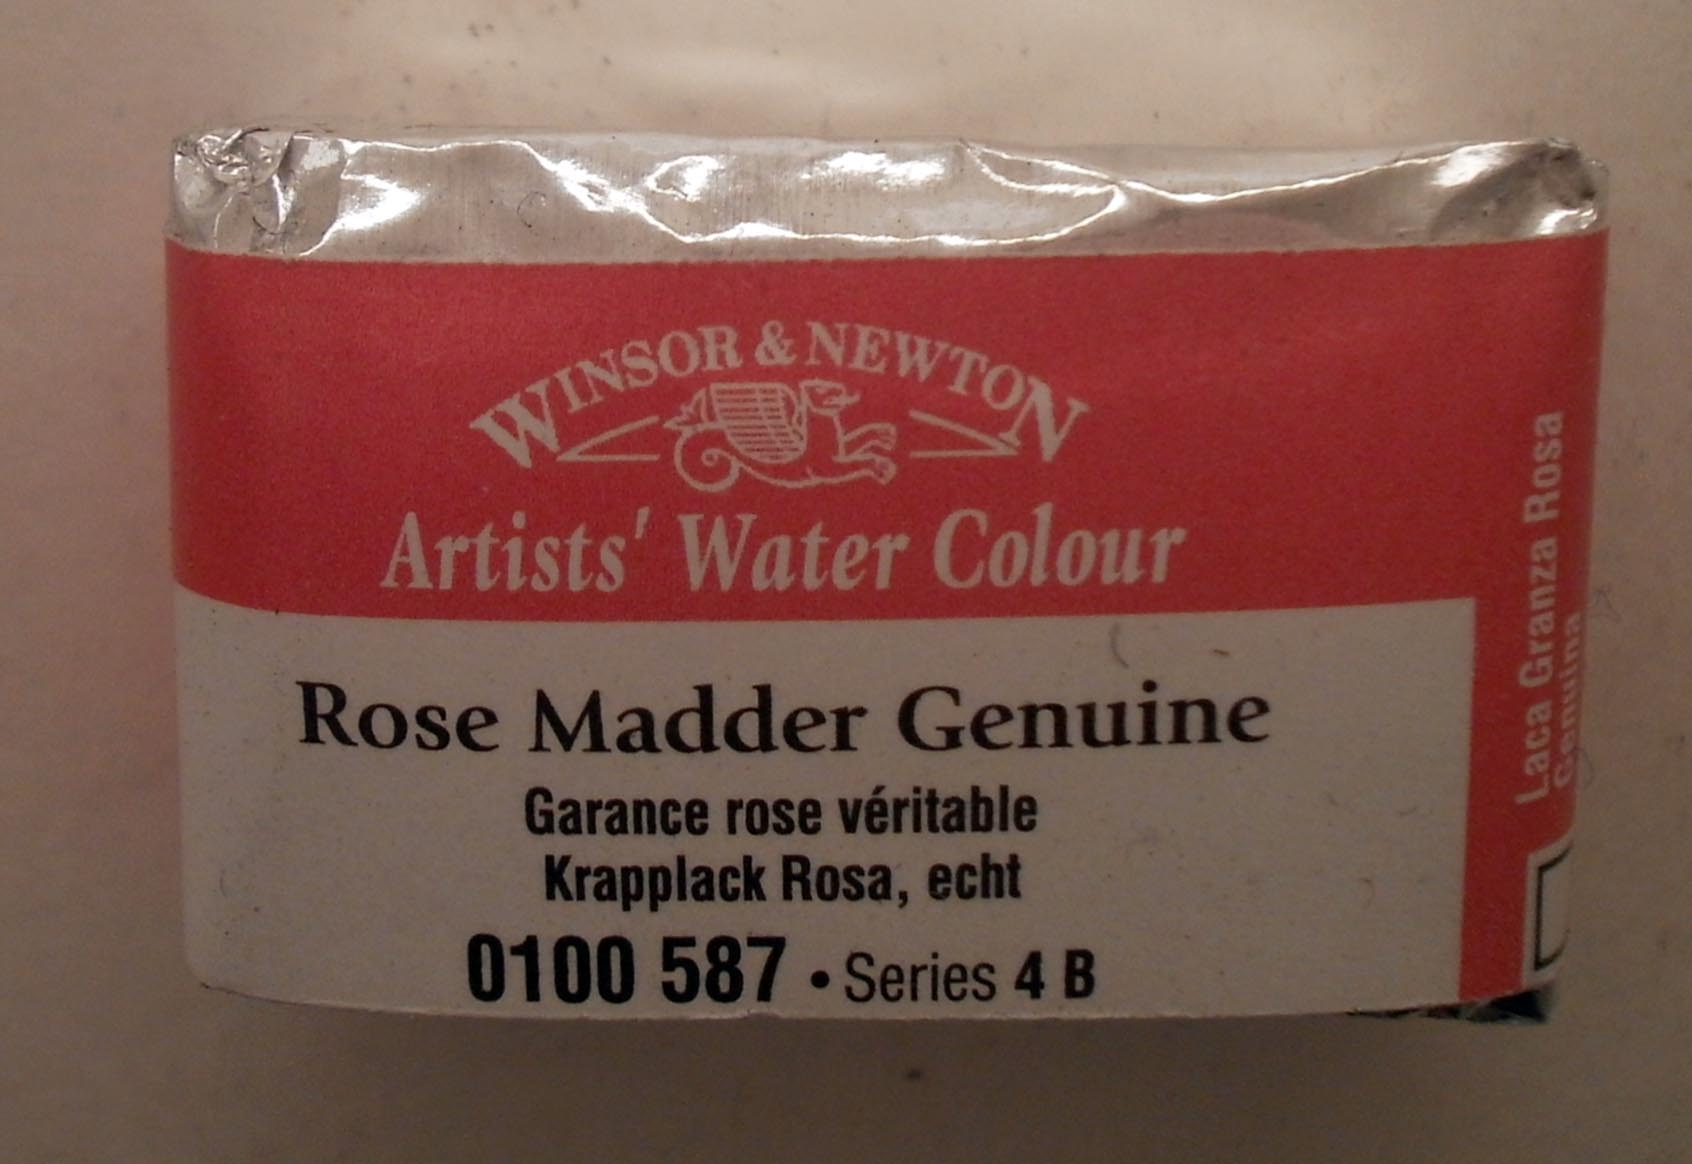 WINSOR & NEWTON
Artists' Water Colour
Rose Madder Genuine
Garance rose véritable
Krapplack Rosa, echt
0100 587 • Series 4 B
Laca Granza Rosa
Genuina